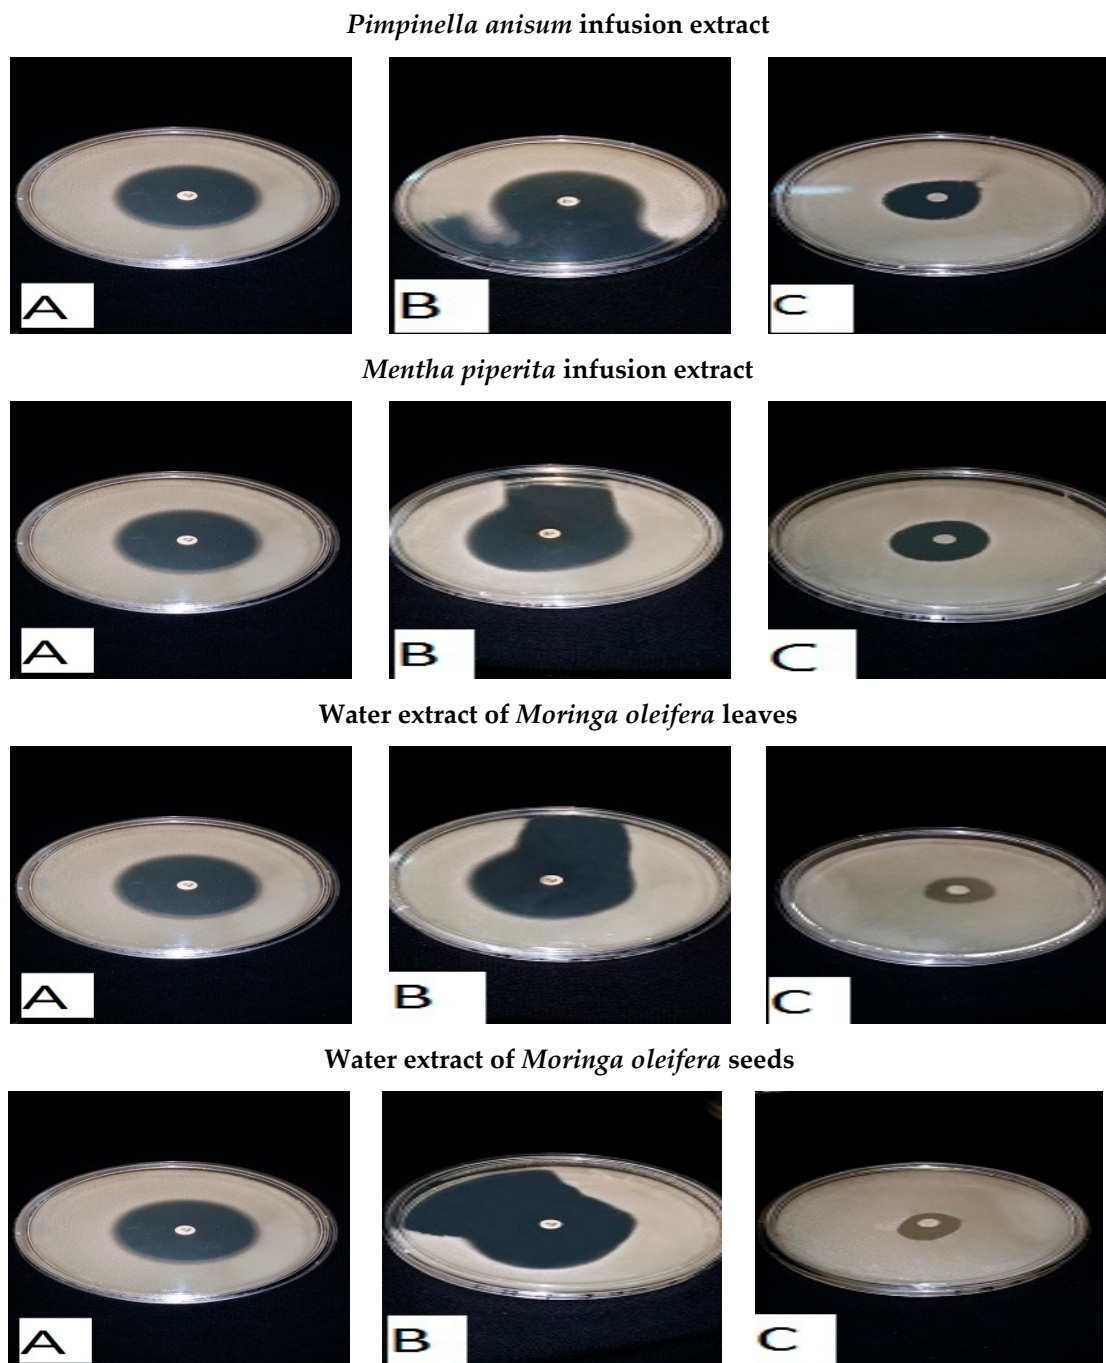 Pimpinella anisum infusion extract
A B C
Mentha piperita infusion extract
A B C
Water extract of Moringa oleifera leaves
A B C
Water extract of Moringa oleifera seeds
A B C